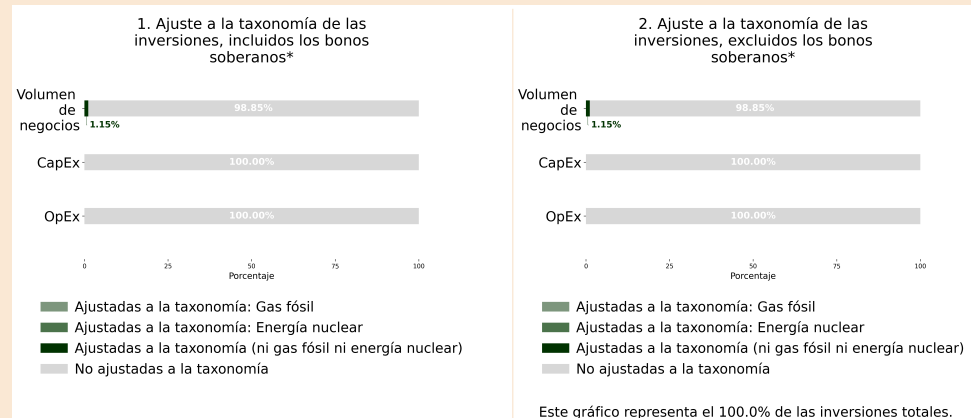 1. Ajuste a la taxonomía de las
inversiones, incluidos los bonos
soberanos*
Volumen
de
negocios
98.85%
1.15%
CapEx
100.00%
OpEx
100.00%
0 25 50 75 100
Porcentaje
Ajustadas a la taxonomía: Gas fósil
Ajustadas a la taxonomía: Energía nuclear
Ajustadas a la taxonomía (ni gas fósil ni energía nuclear)
No ajustadas a la taxonomía
2. Ajuste a la taxonomía de las
inversiones, excluidos los bonos
soberanos*
Volumen
de
negocios
98.85%
1.15%
CapEx
100.00%
OpEx
100.00%
0 25 50 75 100
Porcentaje
Ajustadas a la taxonomía: Gas fósil
Ajustadas a la taxonomía: Energía nuclear
Ajustadas a la taxonomía (ni gas fósil ni energía nuclear)
No ajustadas a la taxonomía
Este gráfico representa el 100.0% de las inversiones totales.